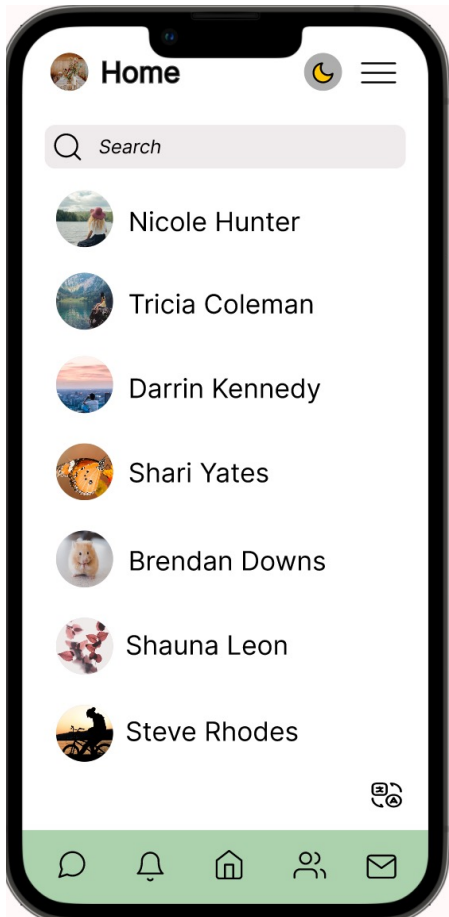 Home
Search
Nicole Hunter
Tricia Coleman
Darrin Kennedy
Shari Yates
Brendan Downs
Shauna Leon
Steve Rhodes